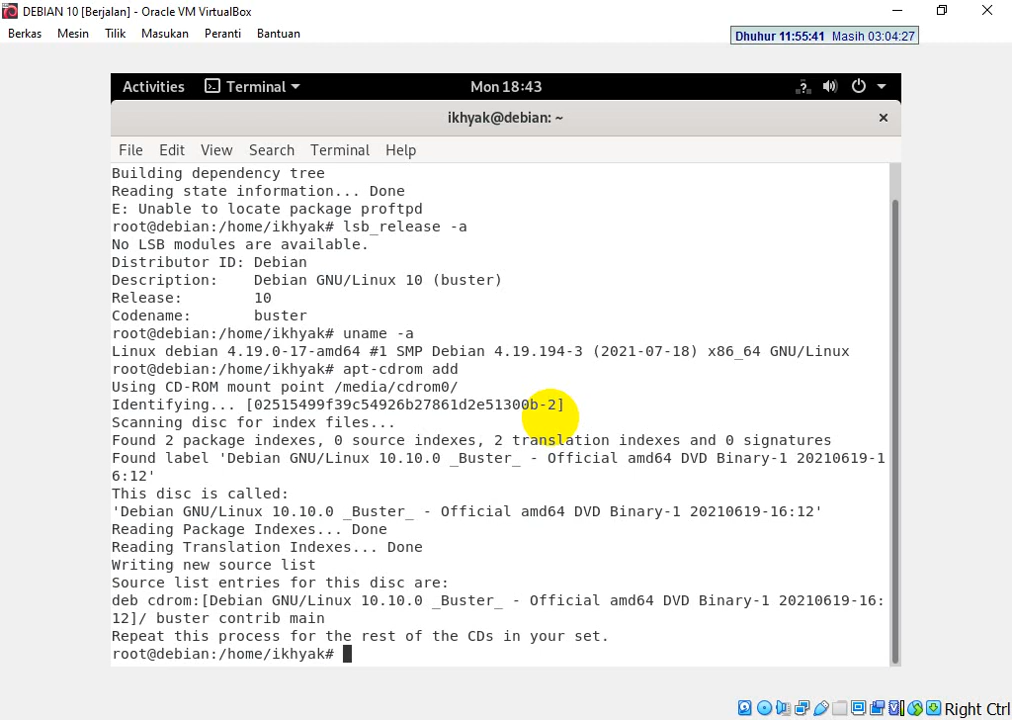 DEBIAN 10 [Berjalan] - Oracle VM VirtualBox
Berkas Mesin Tilik Masukan Peranti Bantuan
Dhuhur 11:55:41 Masih 03:04:27
Activities Terminal Mon 18:43
ikhyak@debian: ~
File Edit View Search Terminal Help
Building dependency tree
Reading state information... Done
E: Unable to locate package proftpd
root@debian:/home/ikhyak# lsb_release -a
No LSB modules are available.
Distributor ID: Debian
Description: Debian GNU/Linux 10 (buster)
Release: 10
Codename: buster
root@debian:/home/ikhyak# uname -a
Linux debian 4.19.0-17-amd64 #1 SMP Debian 4.19.194-3 (2021-07-18) x86_64 GNU/Linux
root@debian:/home/ikhyak# apt-cdrom add
Using CD-ROM mount point /media/cdrom0/
Identifying... [02515499f39c54926b27861d2e51300b-2]
Scanning disc for index files...
Found 2 package indexes, 0 source indexes, 2 translation indexes and 0 signatures
Found label 'Debian GNU/Linux 10.10.0 _Buster_ - Official amd64 DVD Binary-1 20210619-1
6:12'
This disc is called:
'Debian GNU/Linux 10.10.0 _Buster_ - Official amd64 DVD Binary-1 20210619-16:12'
Reading Package Indexes... Done
Reading Translation Indexes... Done
Writing new source list
Source list entries for this disc are:
deb cdrom:[Debian GNU/Linux 10.10.0 _Buster_ - Official amd64 DVD Binary-1 20210619-16:
12]/ buster contrib main
Repeat this process for the rest of the CDs in your set.
root@debian:/home/ikhyak#
Right Ctrl